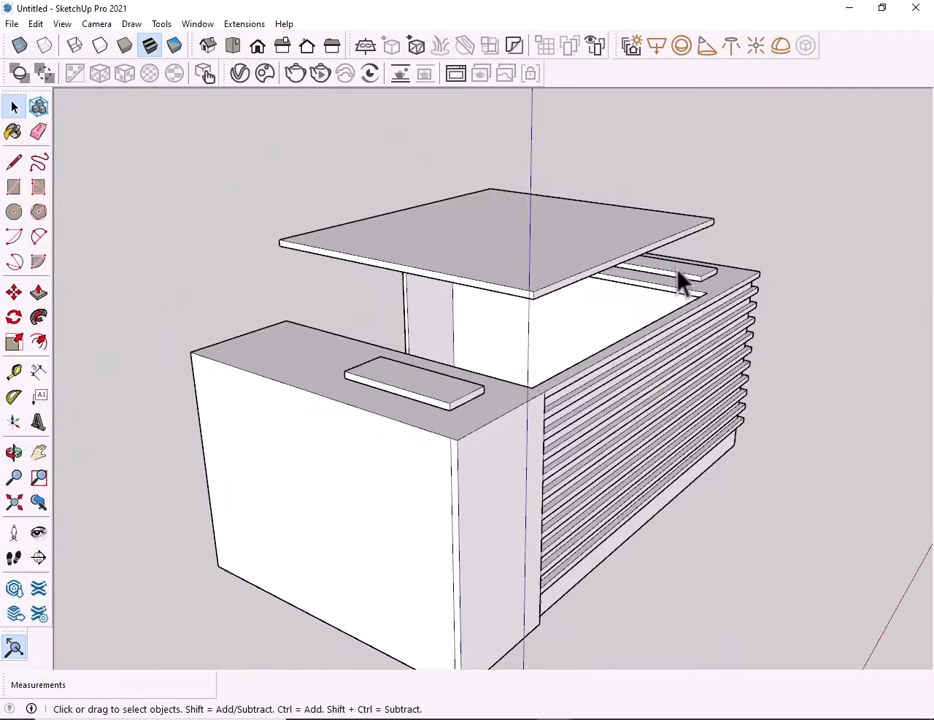 Untitled - SketchUp Pro 2021
File Edit View Camera Draw Tools Window Extensions Help
A1
Measurements
Click or drag to select objects. Shift = Add/Subtract. Ctrl = Add. Shift + Ctrl = Subtract.